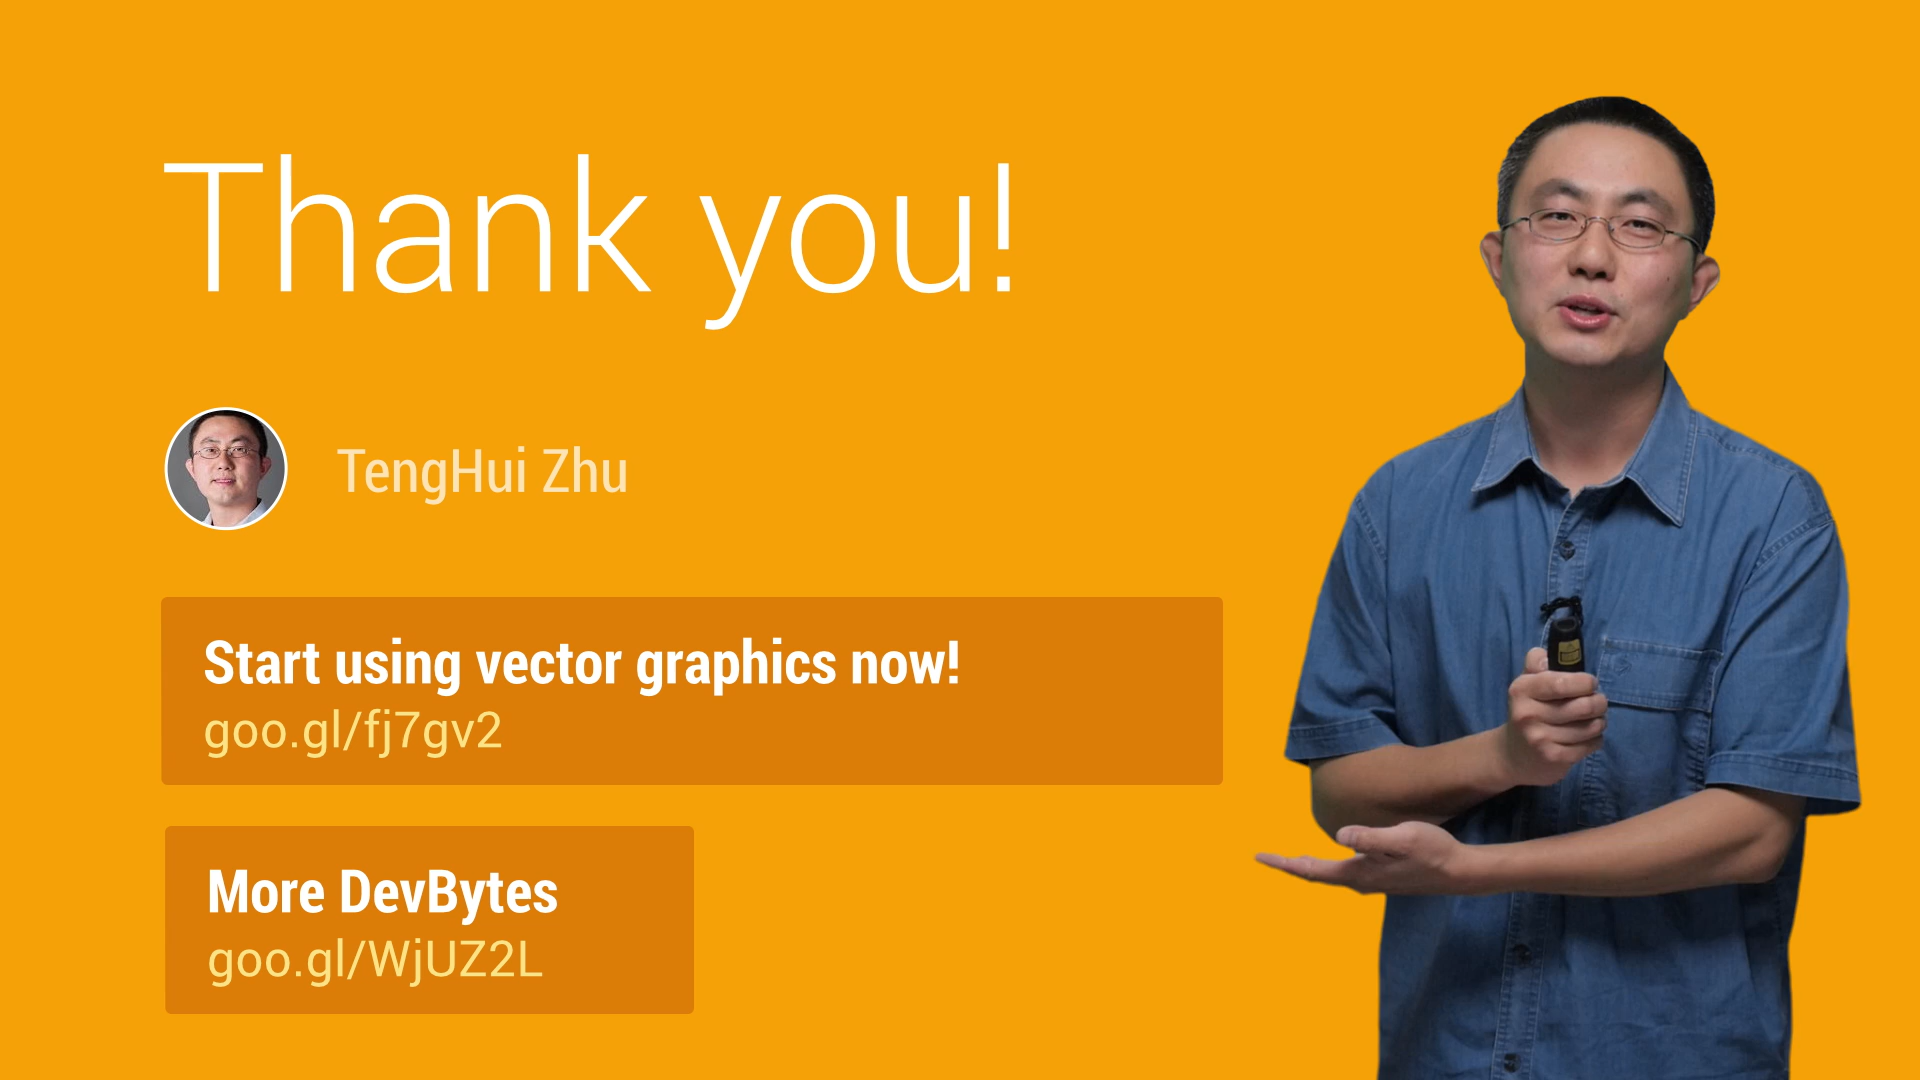 Thank you!
TengHui Zhu
Start using vector graphics now!
goo.gl/fj7gv2
More DevBytes
goo.gl/WjUZ2L